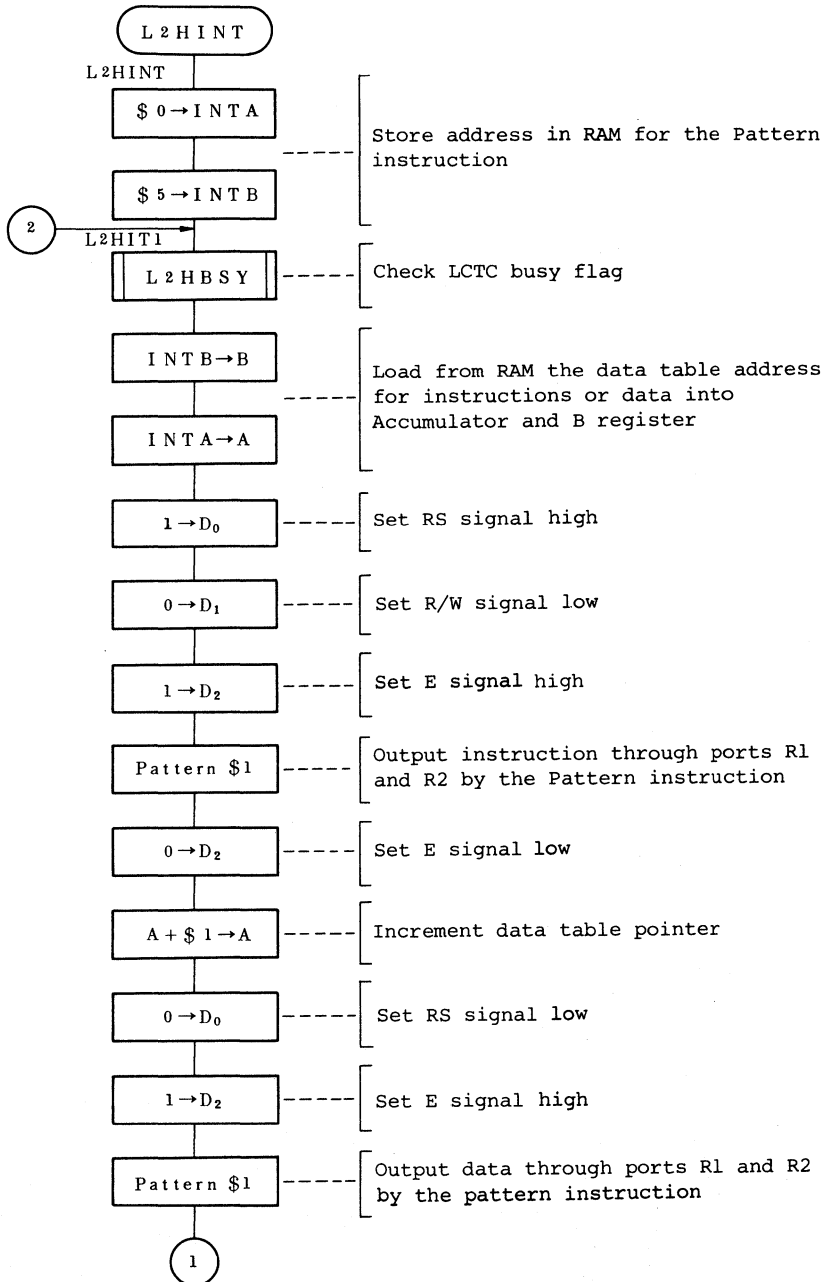 L2HINT
L2HINT
$0→INTA
Store address in RAM for the Pattern
instruction
$5→INTB
2
L2HIT1
L2HBSY
Check LCTC busy flag
INTB→B
Load from RAM the data table address
for instructions or data into
Accumulator and B register
INTA→A
1→D₀
Set RS signal high
0→D₁
Set R/W signal low
1→D₂
Set E signal high
Pattern $1
Output instruction through ports R1
and R2 by the Pattern instruction
0→D₂
Set E signal low
A+$1→A
Increment data table pointer
0→D₀
Set RS signal low
1→D₂
Set E signal high
Pattern $1
Output data through ports R1 and R2
by the pattern instruction
1